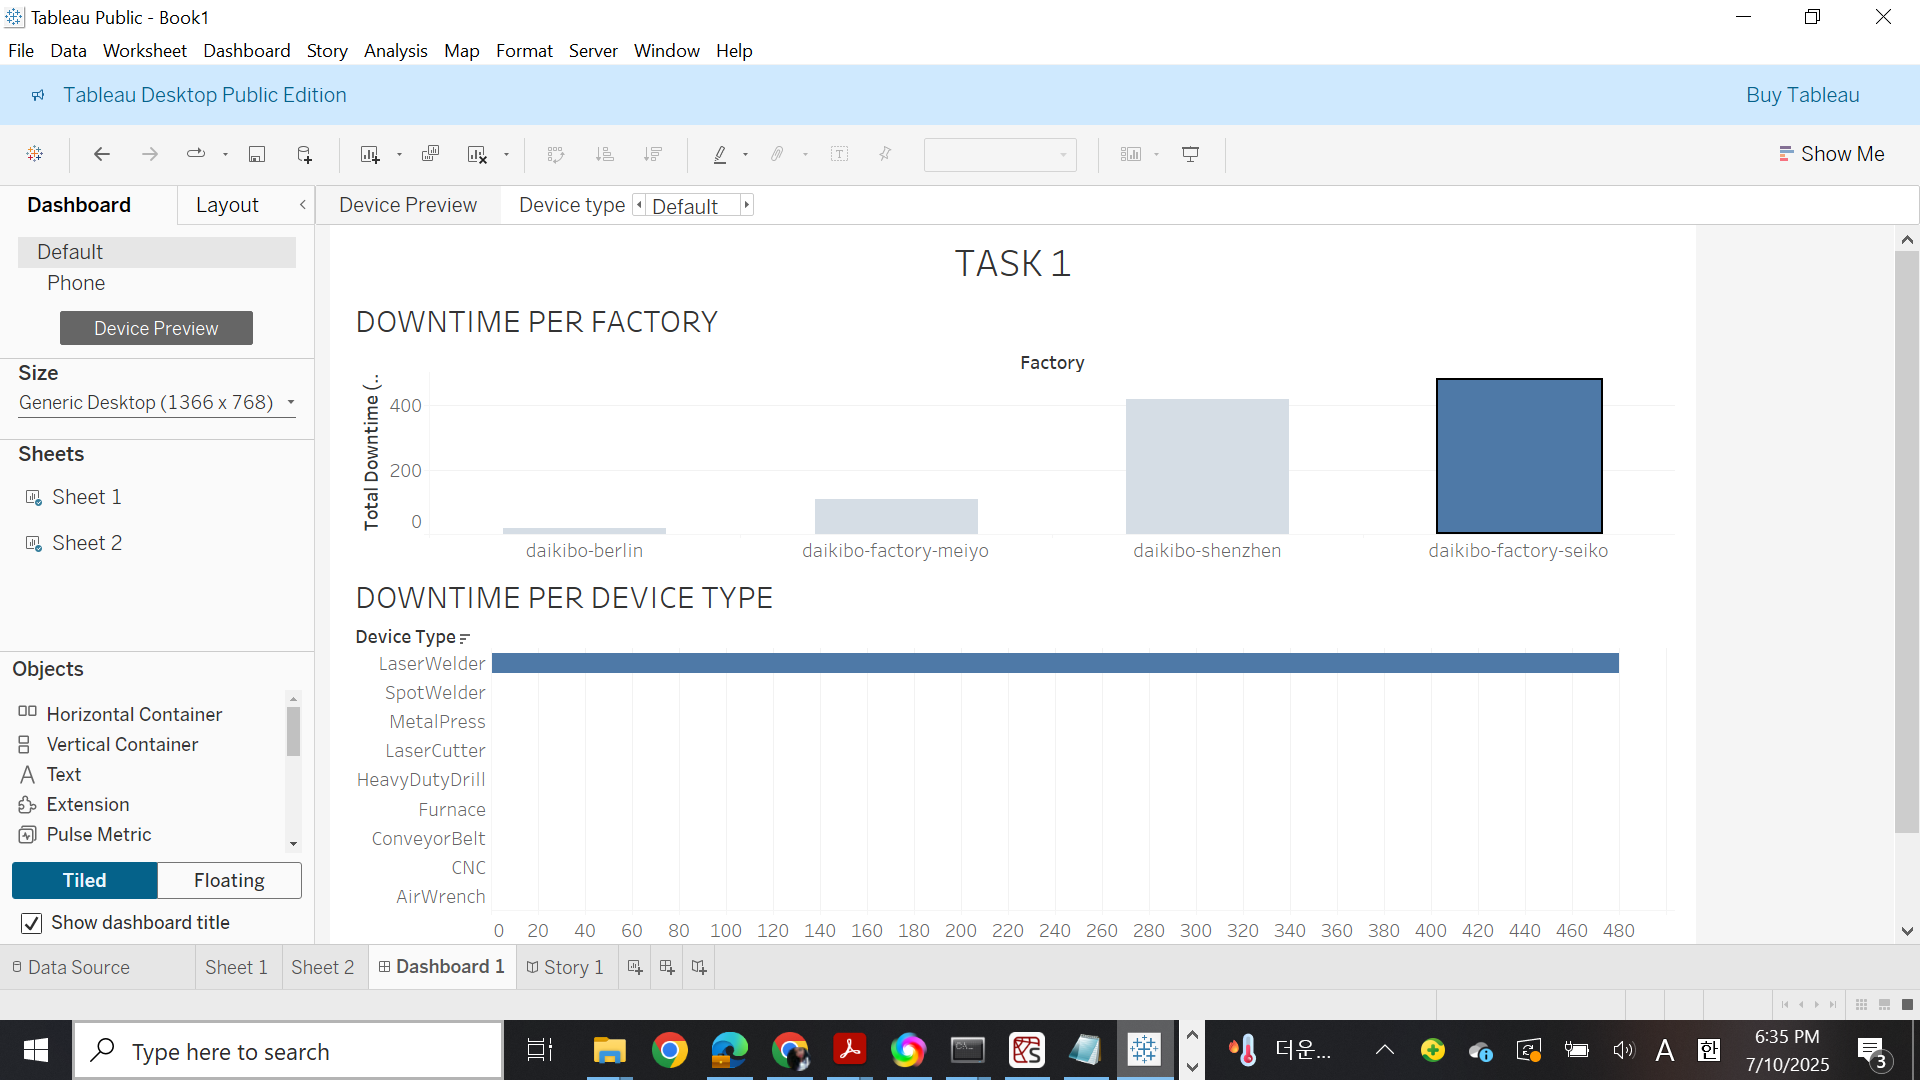 Tableau Public - Book1
File Data Worksheet Dashboard Story Analysis Map Format Server Window Help
Tableau Desktop Public Edition Buy Tableau
Show Me
Dashboard Layout Device Preview Device type Default
Default
Phone
Device Preview
Size
Generic Desktop (1366 x 768)
Sheets
Sheet 1
Sheet 2
Objects
Horizontal Container
Vertical Container
Text
Extension
Pulse Metric
Tiled Floating
Show dashboard title
TASK 1
DOWNTIME PER FACTORY
Factory
Total Downtime (..
400
200
0
daikibo-berlin daikibo-factory-meiyo daikibo-shenzhen daikibo-factory-seiko
DOWNTIME PER DEVICE TYPE
Device Type
LaserWelder
SpotWelder
MetalPress
LaserCutter
HeavyDutyDrill
Furnace
ConveyorBelt
CNC
AirWrench
0 20 40 60 80 100 120 140 160 180 200 220 240 260 280 300 320 340 360 380 400 420 440 460 480
Data Source Sheet 1 Sheet 2 Dashboard 1 Story 1
Type here to search
더운...
A 한
6:35 PM
7/10/2025
3